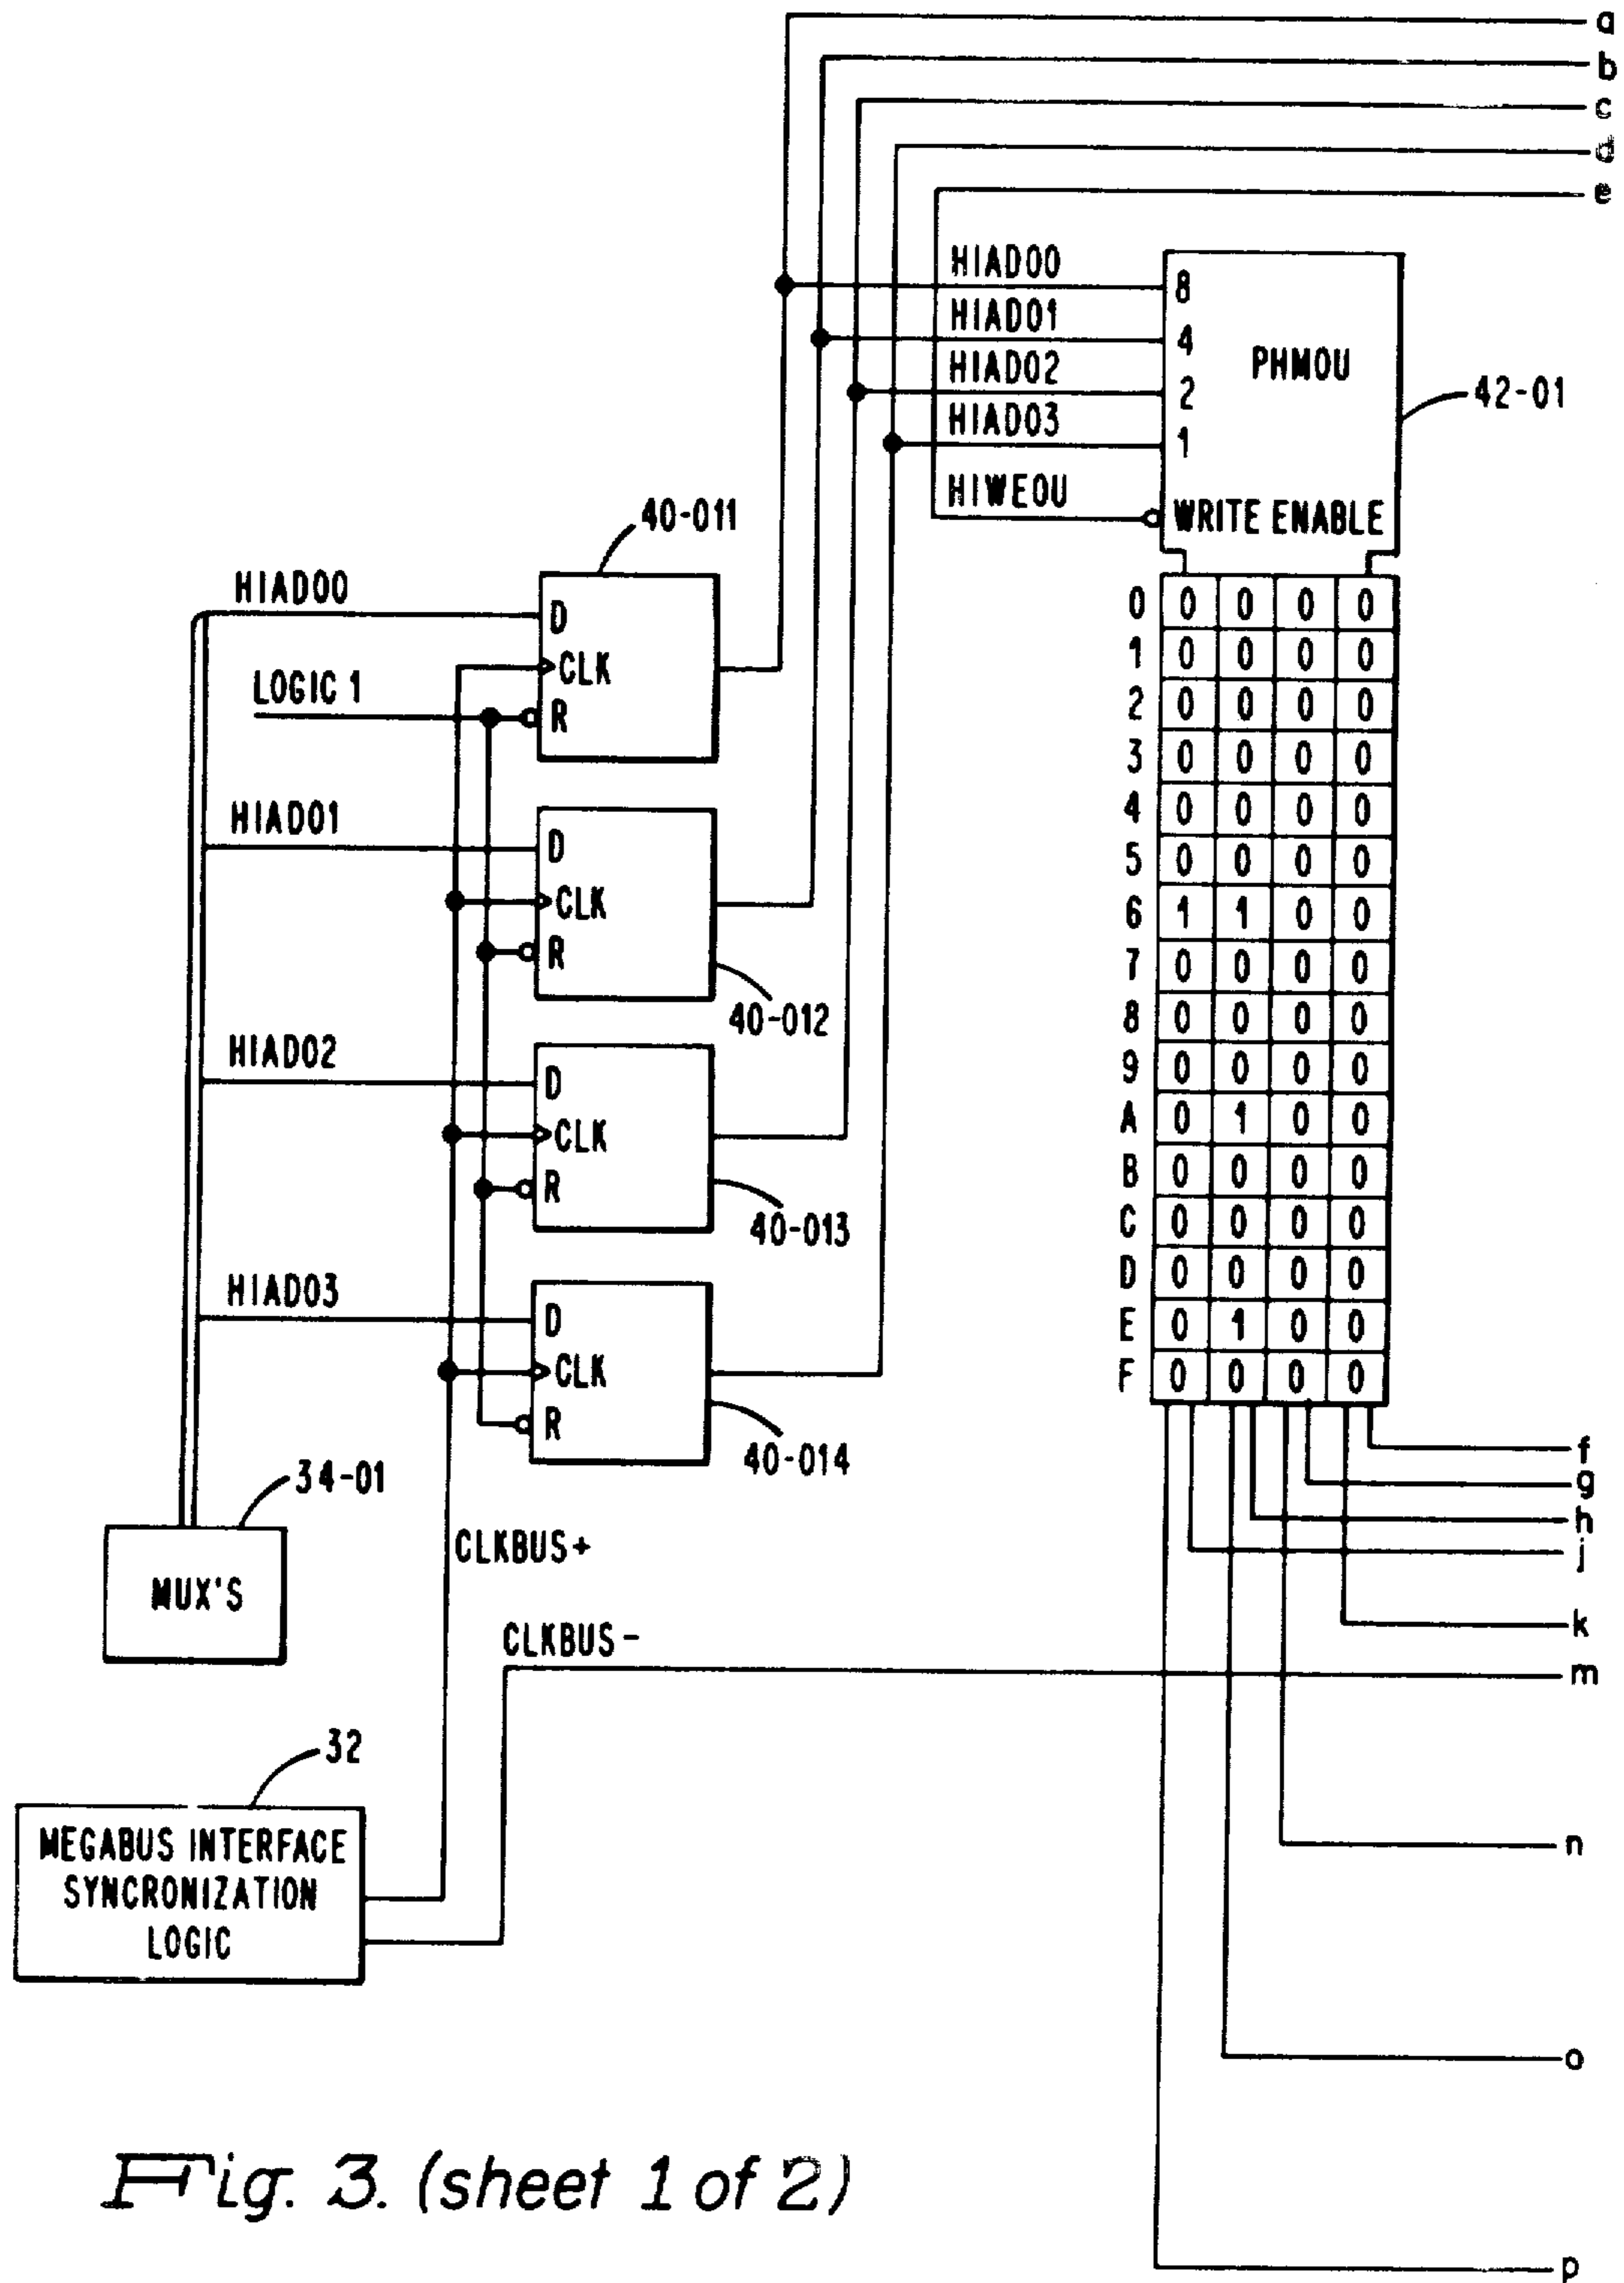 a
b
c
d
e
HIAD00
8
HIAD01
4
PHMOU
HIAD02
2
42-01
HIAD03
1
HIWEOU
WRITE ENABLE
40-011
HIAD00
D
CLK
LOGIC 1
R
HIAD01
D
CLK
R
40-012
HIAD02
D
CLK
R
40-013
HIAD03
D
CLK
R
40-014
0 0 0 0 0
1 0 0 0 0
2 0 0 0 0
3 0 0 0 0
4 0 0 0 0
5 0 0 0 0
6 1 1 0 0
7 0 0 0 0
8 0 0 0 0
9 0 0 0 0
A 0 1 0 0
B 0 0 0 0
C 0 0 0 0
D 0 0 0 0
E 0 1 0 0
F 0 0 0 0
f
g
h
j
k
m
n
o
p
34-01
MUX'S
CLKBUS+
CLKBUS-
32
MEGABUS INTERFACE
SYNCRONIZATION
LOGIC
Fig. 3. (sheet 1 of 2)